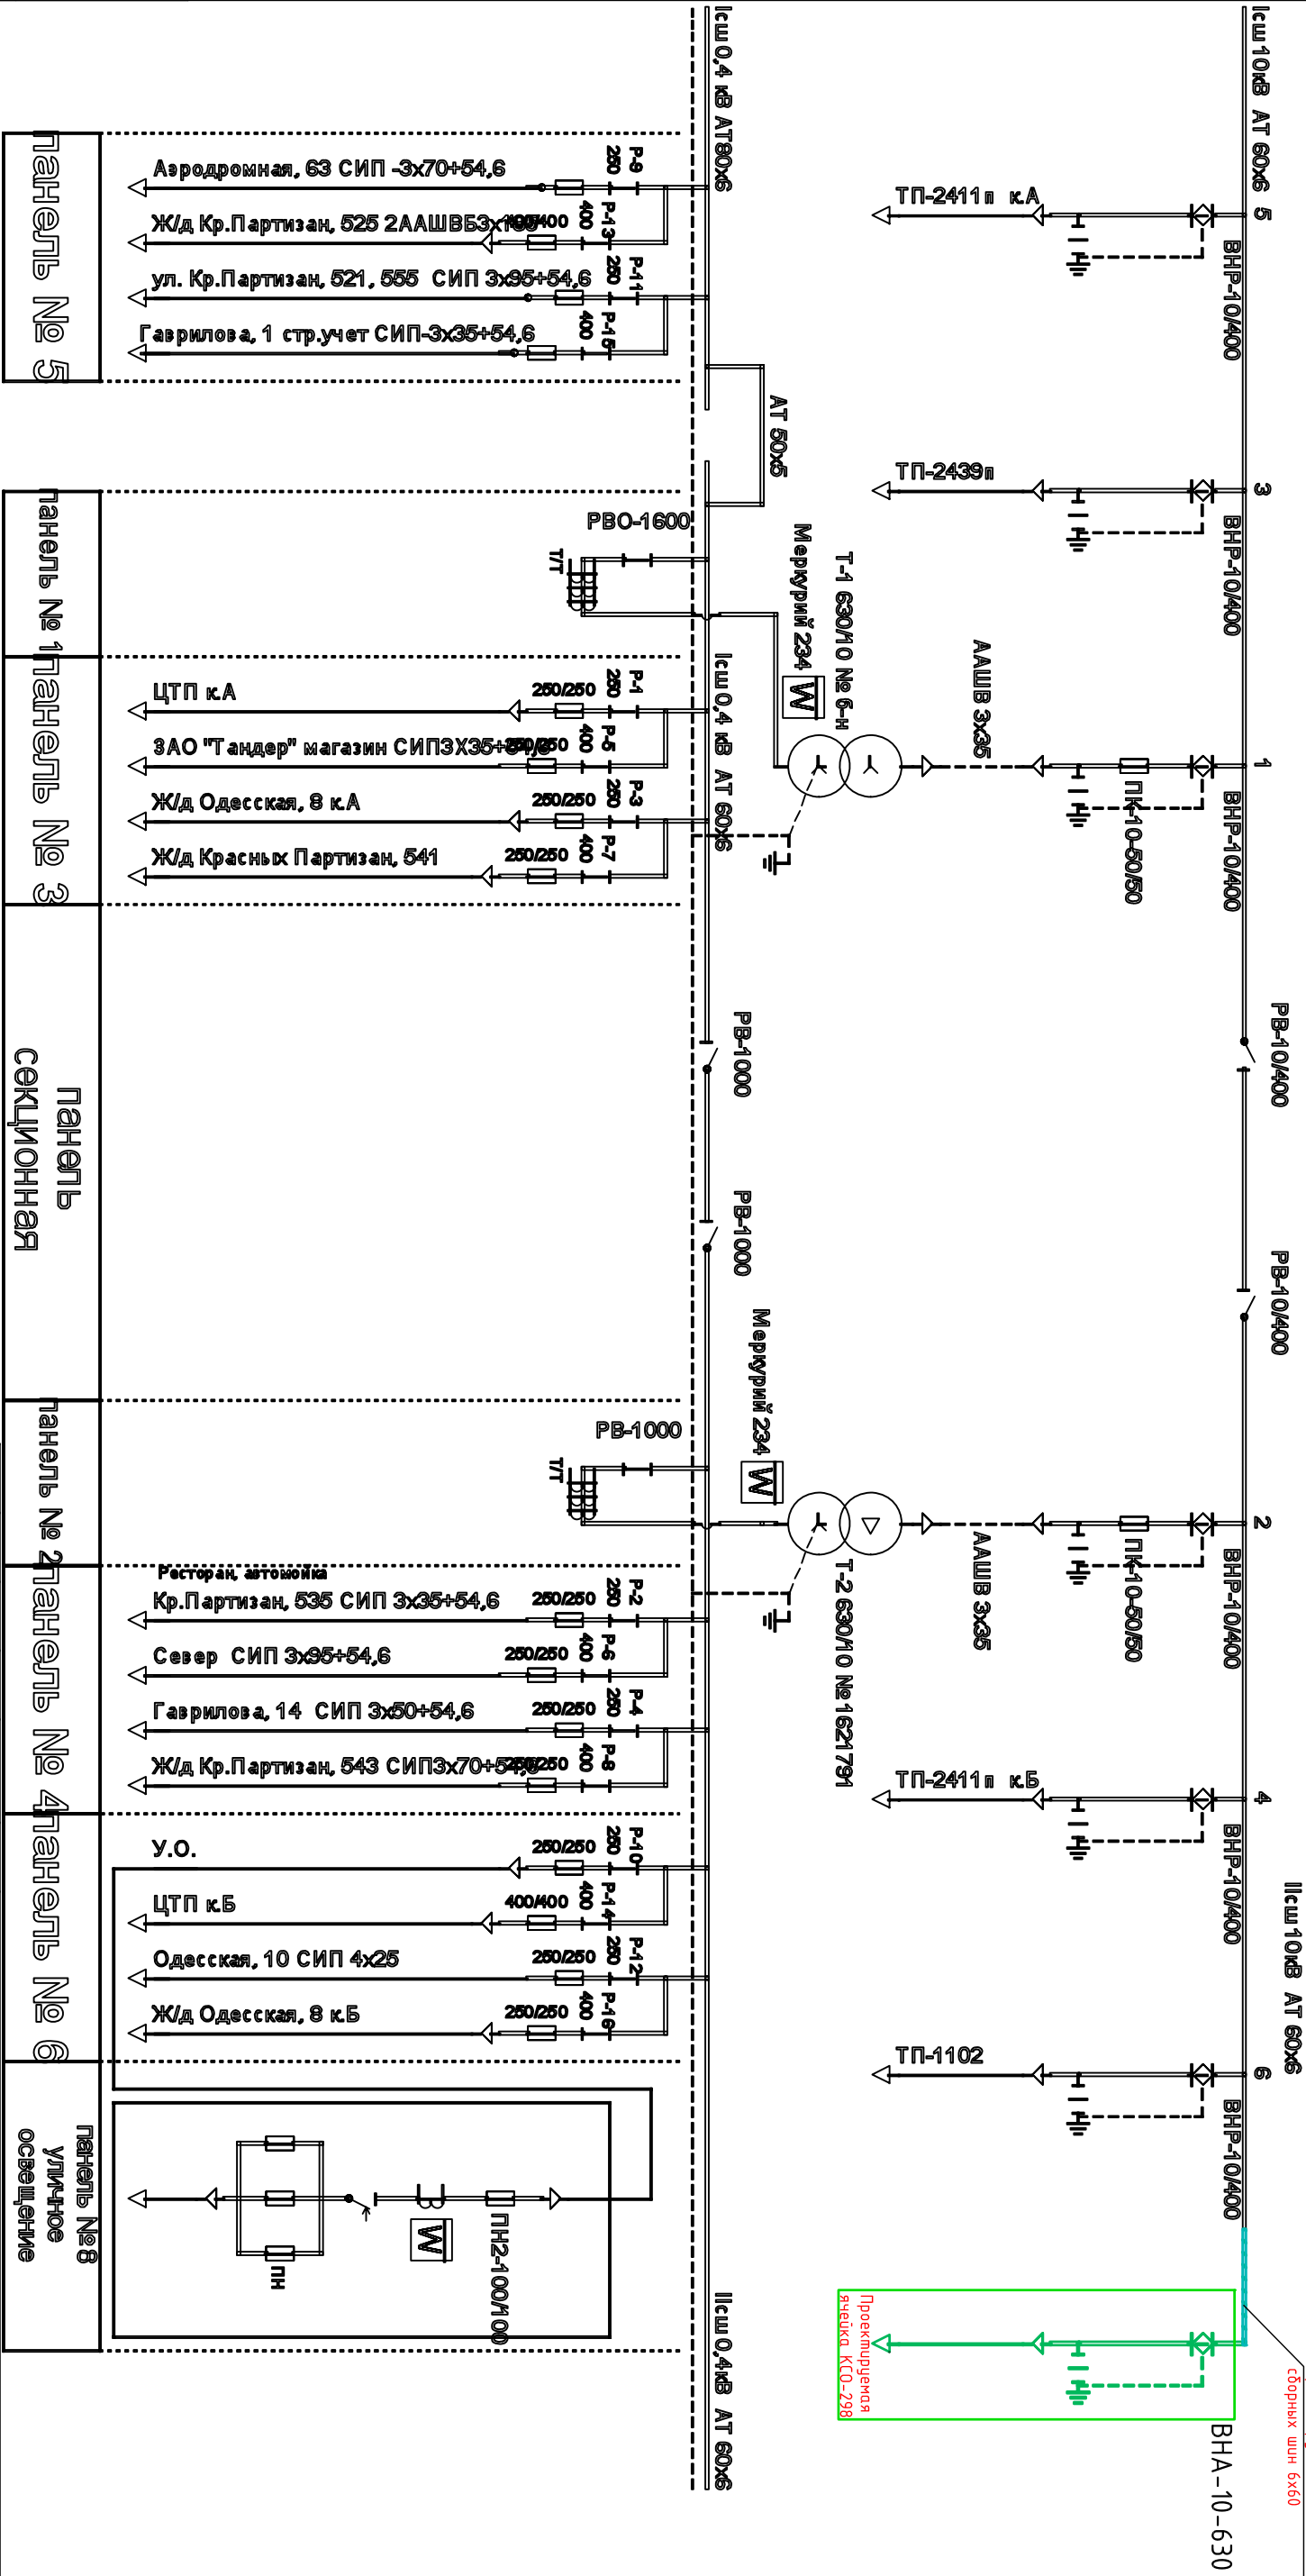 Iсш 10кВ АТ 60х6
5
ВНР-10/400
ТП-2411п к.А
3
ВНР-10/400
ТП-2439п
1
ВНР-10/400
ПК-10-50/50
ААШВ 3х35
Т-1 630/10 № 6-н
Меркурий 234
W
РВ-10/400
РВ-10/400
2
ВНР-10/400
ПК-10-50/50
ААШВ 3х35
Т-2 630/10 № 1621791
Меркурий 234
W
4
ВНР-10/400
ТП-2411п к.Б
IIсш 10кВ АТ 60х6
6
ВНР-10/400
ТП-1102
сборных шин 6х60
ВНА-10-630
Проектируемая
ячейка КСО-298
Iсш 0,4 кВ АТ80х6
АТ 50х5
Iсш 0,4 кВ АТ 60х6
РВ-1000
РВ-1000
IIсш 0,4кВ АТ 60х6
Р-9
250
Аэродромная, 63 СИП -3х70+54,6
Р-13
400
400/400
Ж/д Кр.Партизан, 525 2ААШВБ3х
Р-11
250
ул. Кр.Партизан, 521, 555 СИП 3х95+54,6
Р-15
400
Гаврилова, 1 стр.учет СИП-3х35+54,6
панель № 5
РВО-1600
Т/Т
панель № 1
Р-1
250
250/250
ЦТП к.А
Р-5
400
250/250
ЗАО "Тандер" магазин СИП3Х35+
Р-3
250
250/250
Ж/д Одесская, 8 к.А
Р-7
400
250/250
Ж/д Красных Партизан, 541
панель № 3
панель
секционная
РВ-1000
Т/Т
панель № 2
Р-2
250
250/250
Ресторан, автомойка
Кр.Партизан, 535 СИП 3х35+54,6
Р-6
400
250/250
Север СИП 3х95+54,6
Р-4
250
250/250
Гаврилова, 14 СИП 3х50+54,6
Р-8
400
250/250
Ж/д Кр.Партизан, 543 СИП3х70+54,6
панель № 4
Р-10
250
250/250
У.О.
Р-14
400
400/400
ЦТП к.Б
Р-12
250
250/250
Одесская, 10 СИП 4х25
Р-16
400
250/250
Ж/д Одесская, 8 к.Б
панель № 6
ПН2-100/100
W
ПН
панель №8
уличное
освещение